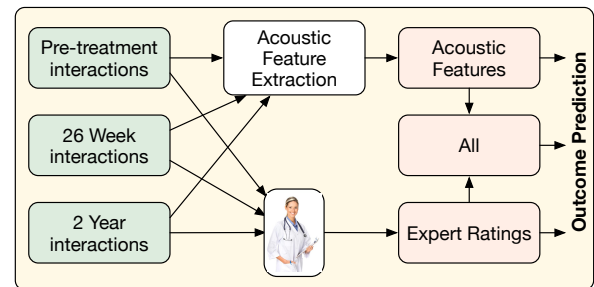 Pre-treatment
interactions
Acoustic
Feature
Extraction
Acoustic
Features
26 Week
interactions
All
2 Year
interactions
Expert Ratings
Outcome Prediction